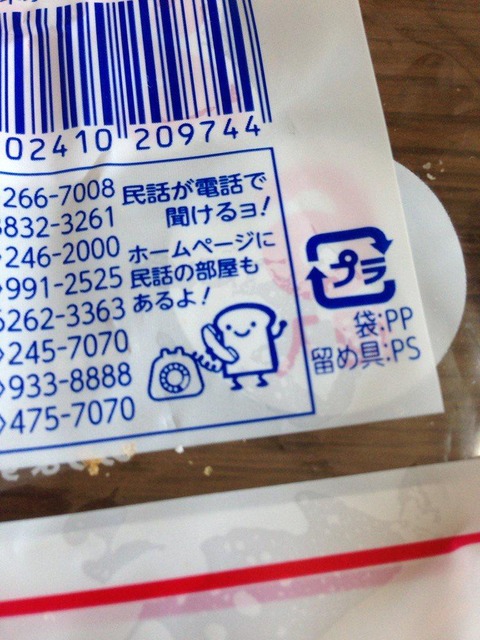 02410 209744
266-7008
832-3261
246-2000
991-2525
6262-3363
245-7070
933-8888
475-7070
民話が電話で
聞けるヨ!
ホームページに
民話の部屋も
あるよ!
プラ
袋:PP
留め具:PS